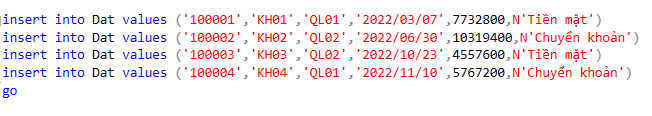 insert into Dat values ('100001','KH01','QL01','2022/03/07',7732800,N'Tiền mặt')
insert into Dat values ('100002','KH02','QL02','2022/06/30',10319400,N'Chuyển khoản')
insert into Dat values ('100003','KH03','QL02','2022/10/23',4557600,N'Tiền mặt')
insert into Dat values ('100004','KH04','QL01','2022/11/10',5767200,N'Chuyển khoản')
go